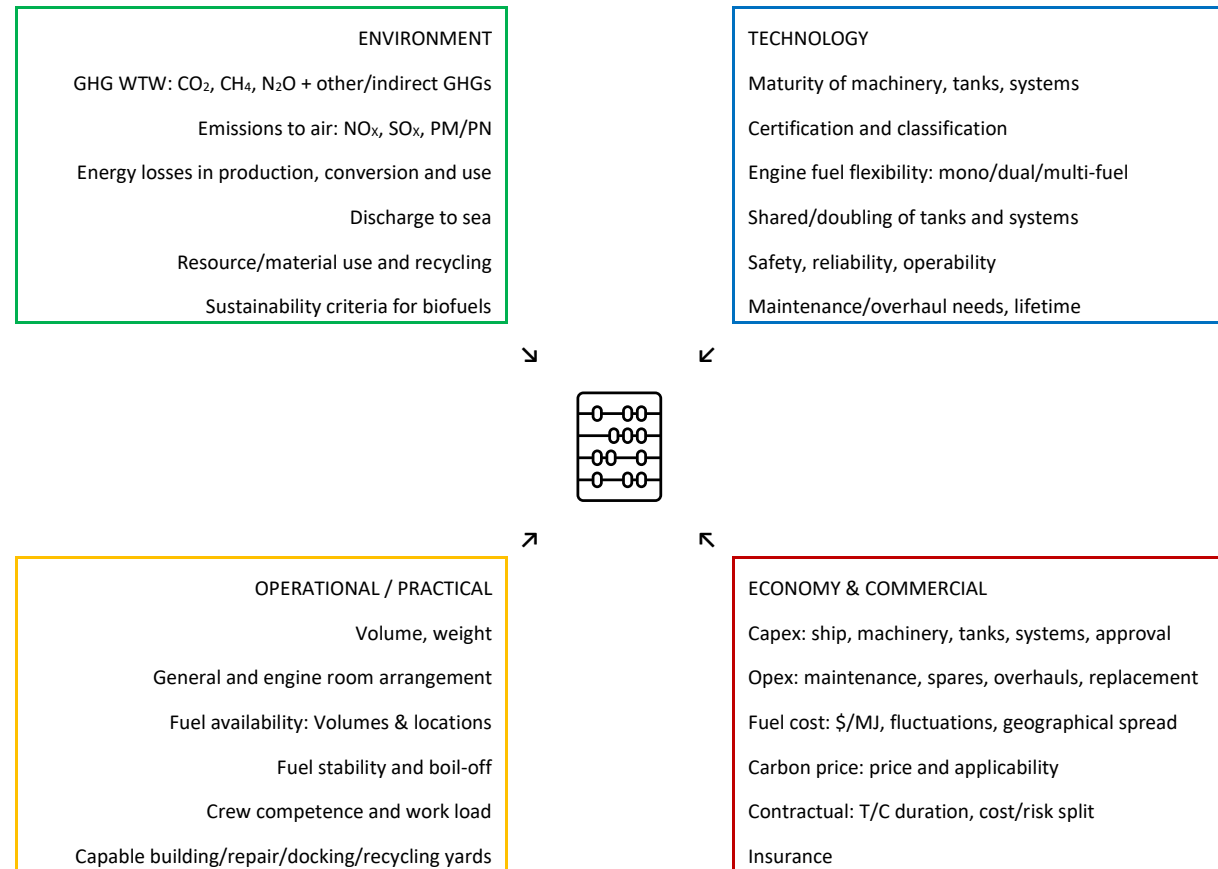 ENVIRONMENT
GHG WTW: CO₂, CH₄, N₂O + other/indirect GHGs
Emissions to air: NOₓ, SOₓ, PM/PN
Energy losses in production, conversion and use
Discharge to sea
Resource/material use and recycling
Sustainability criteria for biofuels
TECHNOLOGY
Maturity of machinery, tanks, systems
Certification and classification
Engine fuel flexibility: mono/dual/multi-fuel
Shared/doubling of tanks and systems
Safety, reliability, operability
Maintenance/overhaul needs, lifetime
OPERATIONAL / PRACTICAL
Volume, weight
General and engine room arrangement
Fuel availability: Volumes & locations
Fuel stability and boil-off
Crew competence and work load
Capable building/repair/docking/recycling yards
ECONOMY & COMMERCIAL
Capex: ship, machinery, tanks, systems, approval
Opex: maintenance, spares, overhauls, replacement
Fuel cost: $/MJ, fluctuations, geographical spread
Carbon price: price and applicability
Contractual: T/C duration, cost/risk split
Insurance